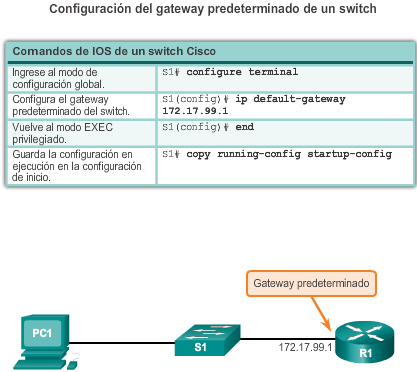 Configuración del gateway predeterminado de un switch
Comandos de IOS de un switch Cisco
Ingrese al modo de
configuración global.
S1# configure terminal
Configura el gateway
predeterminado del switch.
S1(config)# ip default-gateway
172.17.99.1
Vuelve al modo EXEC
privilegiado.
S1(config)# end
Guarda la configuración en
ejecución en la configuración
de inicio.
S1# copy running-config startup-config
Gateway predeterminado
PC1
S1
172.17.99.1
R1